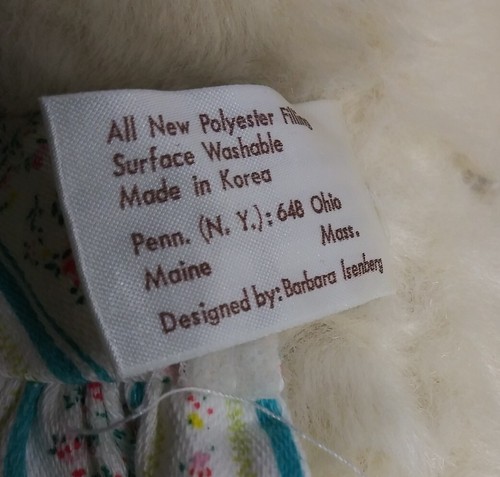 All New Polyester Filling
Surface Washable
Made in Korea
Penn. (N. Y.): 648 Ohio
Maine Mass.
Designed by: Barbara Isenberg